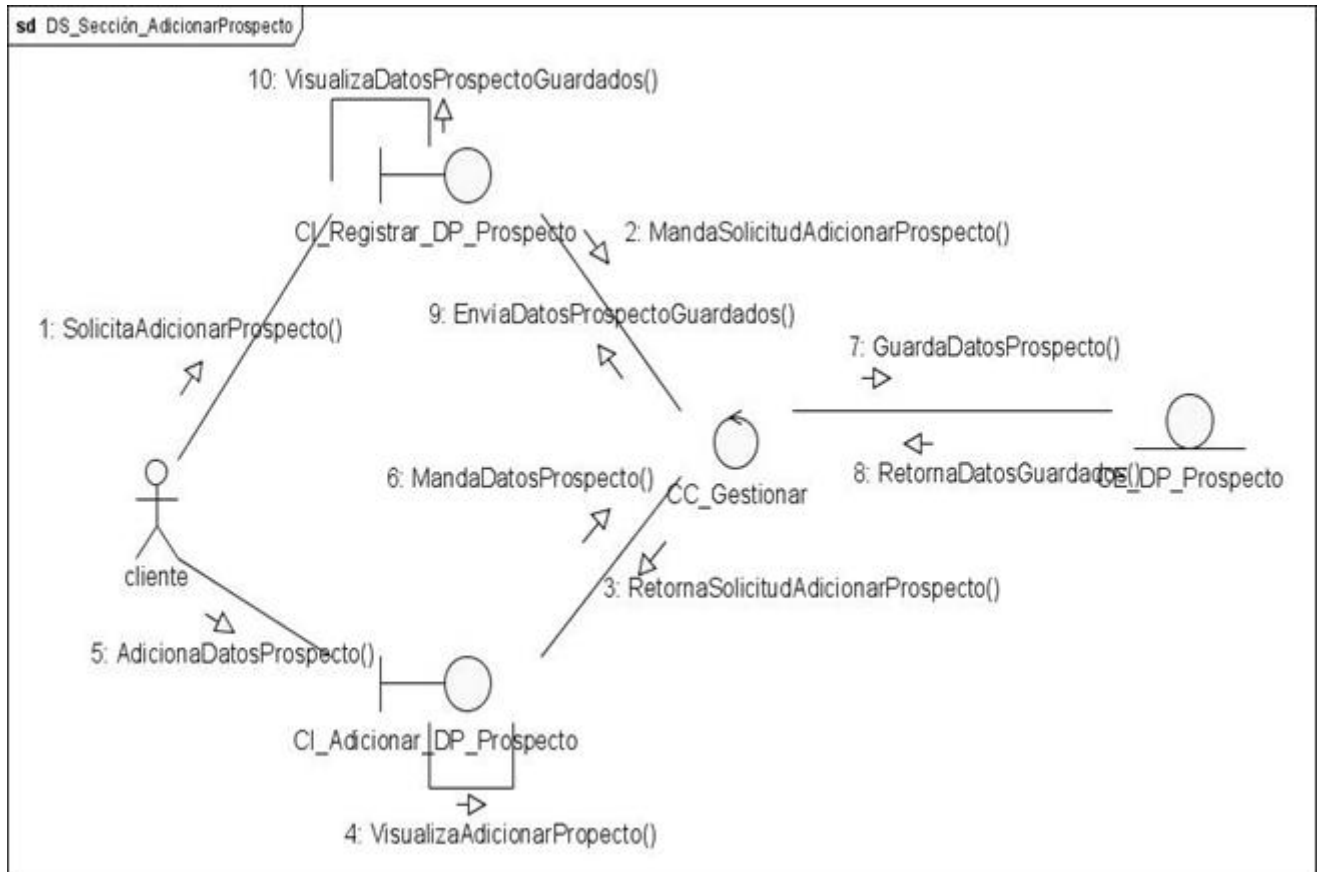 sd DS_Sección_AdicionarProspecto
10: VisualizaDatosProspectoGuardados()
CI_Registrar_DP_Prospecto
2: MandaSolicitudAdicionarProspecto()
1: SolicitaAdicionarProspecto()
9: EnvíaDatosProspectoGuardados()
7: GuardaDatosProspecto()
6: MandaDatosProspecto()
8: RetornaDatosGuardados()
CE_DP_Prospecto
CC_Gestionar
cliente
3: RetornaSolicitudAdicionarProspecto()
5: AdicionaDatosProspecto()
CI_Adicionar_DP_Prospecto
4: VisualizaAdicionarPropecto()